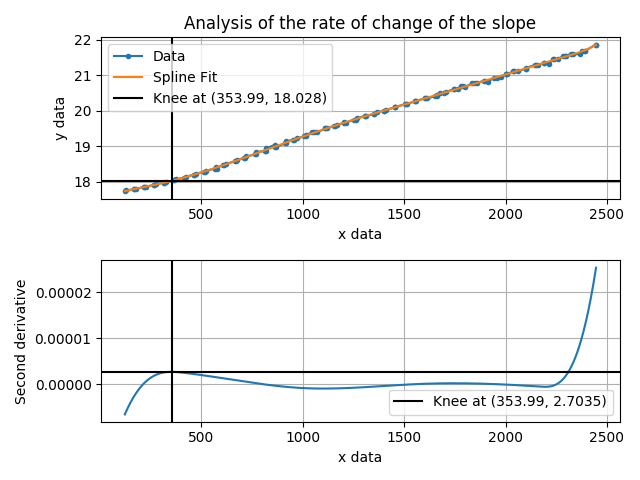 Analysis of the rate of change of the slope
22
21
20
19
18
y data
Data
Spline Fit
Knee at (353.99, 18.028)
500
1000
1500
2000
2500
x data
0.00002
0.00001
0.00000
Second derivative
Knee at (353.99, 2.7035)
500
1000
1500
2000
2500
x data